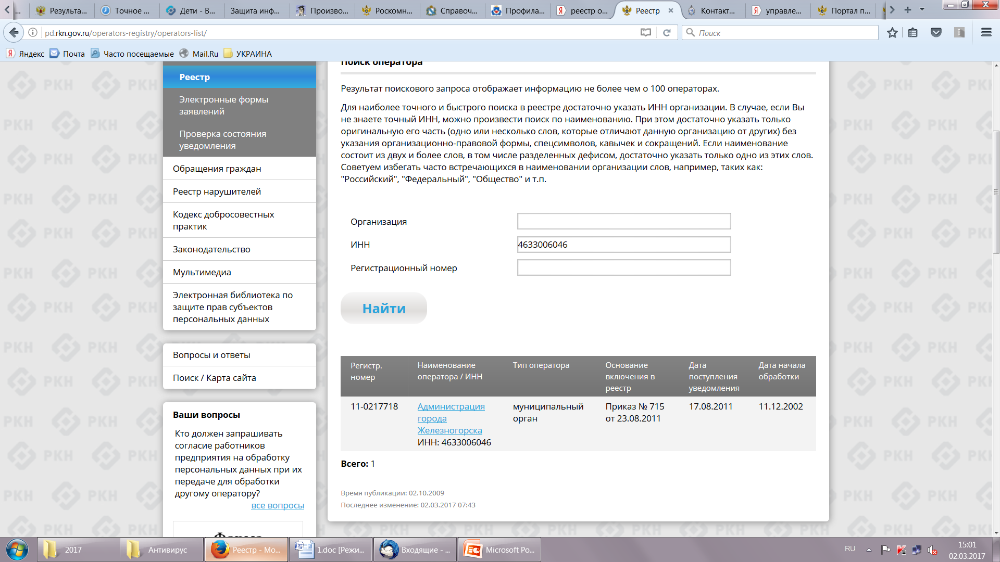 ...
Результа...
Точное ...
Дети - В...
Защита инф...
Произво...
Роскомн...
Справоч...
Профила...
реестр о...
Реестр
Контакт...
управле...
Портал п...
pd.rkn.gov.ru/operators-registry/operators-list/
Поиск
Яндекс
Почта
Часто посещаемые
Mail.Ru
УКРАИНА
Реестр
Электронные формы
заявлений
Проверка состояния
уведомления
Обращения граждан
Реестр нарушителей
Кодекс добросовестных
практик
Законодательство
Мультимедиа
Электронная библиотека по
защите прав субъектов
персональных данных
Вопросы и ответы
Поиск / Карта сайта
Ваши вопросы
Кто должен запрашивать
согласие работников
предприятия на обработку
персональных данных при их
передаче для обработки
другому оператору?
все вопросы
Форма
Поиск оператора
Результат поискового запроса отображает информацию не более чем о 100 операторах.
Для наиболее точного и быстрого поиска в реестре достаточно указать ИНН организации. В случае, если Вы
не знаете точный ИНН, можно произвести поиск по наименованию. При этом достаточно указать только
оригинальную его часть (одно или несколько слов, которые отличают данную организацию от других) без
указания организационно-правовой формы, спецсимволов, кавычек и сокращений. Если наименование
состоит из двух и более слов, в том числе разделенных дефисом, достаточно указать только одно из этих слов.
Советуем избегать часто встречающихся в наименовании организации слов, например, таких как:
"Российский", "Федеральный", "Общество" и т.п.
Организация
ИНН
4633006046
Регистрационный номер
Найти
Регистр.
номер
Наименование
оператора / ИНН
Тип оператора
Основание
включения в
реестр
Дата
поступления
уведомления
Дата начала
обработки
11-0217718
Администрация
города
Железногорска
ИНН: 4633006046
муниципальный
орган
Приказ № 715
от 23.08.2011
17.08.2011
11.12.2002
Всего: 1
Время публикации: 02.10.2009
Последнее изменение: 02.03.2017 07:43
РКН
2017
Антивирус
Реестр - Mo...
1.doc [Режи...
Входящие - ...
Microsoft Po...
RU
15:01
02.03.2017